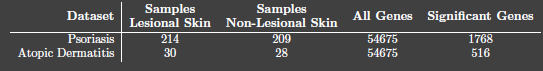 Dataset Samples Lesional Skin Samples Non-Lesional Skin All Genes Significant Genes
Psoriasis 214 209 54675 1768
Atopic Dermatitis 30 28 54675 516